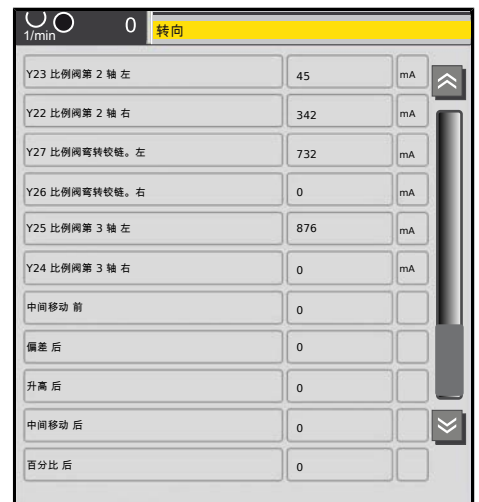 1/min 0 转向
Y23 比例阀第 2 轴 左 45 mA
Y22 比例阀第 2 轴 右 342 mA
Y27 比例阀弯转铰链。左 732 mA
Y26 比例阀弯转铰链。右 0 mA
Y25 比例阀第 3 轴 左 876 mA
Y24 比例阀第 3 轴 右 0 mA
中间移动 前 0
偏差 后 0
升高 后 0
中间移动 后 0
百分比 后 0